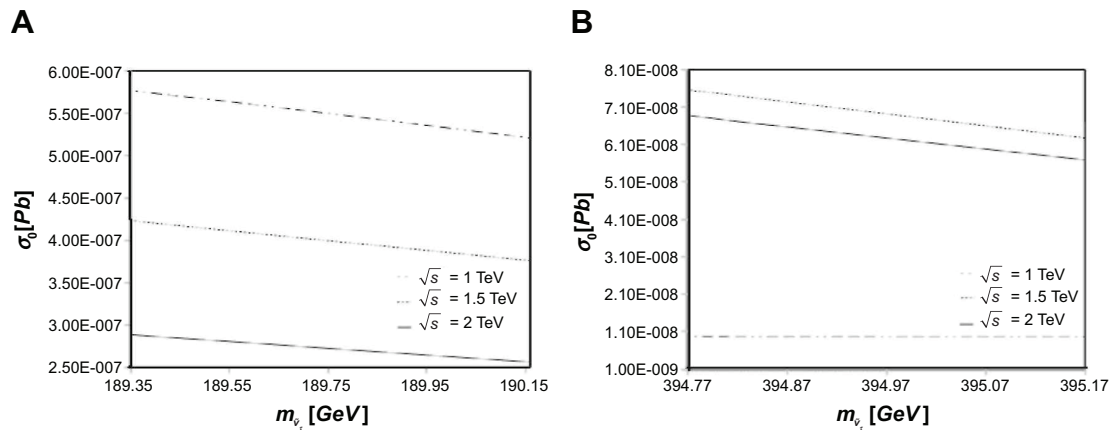 A
B
6.00E-007
5.50E-007
5.00E-007
4.50E-007
4.00E-007
3.50E-007
3.00E-007
2.50E-007
σ₀[Pb]
√s = 1 TeV
√s = 1.5 TeV
√s = 2 TeV
189.35 189.55 189.75 189.95 190.15
m_ṽ_τ [GeV]
8.10E-008
7.10E-008
6.10E-008
5.10E-008
4.10E-008
3.10E-008
2.10E-008
1.10E-008
1.00E-009
σ₀[Pb]
√s = 1 TeV
√s = 1.5 TeV
√s = 2 TeV
394.77 394.87 394.97 395.07 395.17
m_ṽ_τ [GeV]